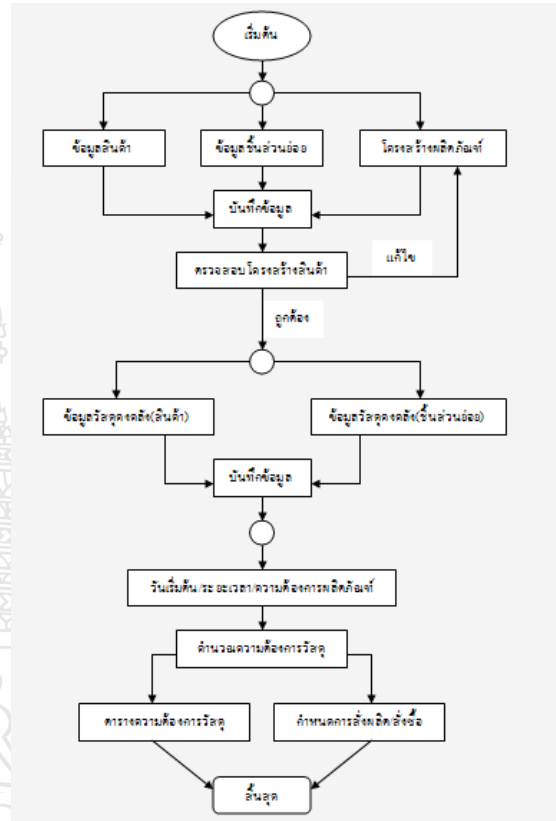 เริ่มต้น
ข้อมูลสินค้า
ข้อมูลชิ้นส่วนย่อย
โครงสร้างผลิตภัณฑ์
บันทึกข้อมูล
แก้ไข
ตรวจสอบโครงสร้างสินค้า
ถูกต้อง
ข้อมูลวัสดุคงคลัง(สินค้า)
ข้อมูลวัสดุคงคลัง(ชิ้นส่วนย่อย)
บันทึกข้อมูล
วันเริ่มต้น/ระยะเวลา/ความต้องการผลิตภัณฑ์
คำนวณความต้องการวัสดุ
ตารางความต้องการวัสดุ
กำหนดการสั่งผลิต/สั่งซื้อ
สิ้นสุด